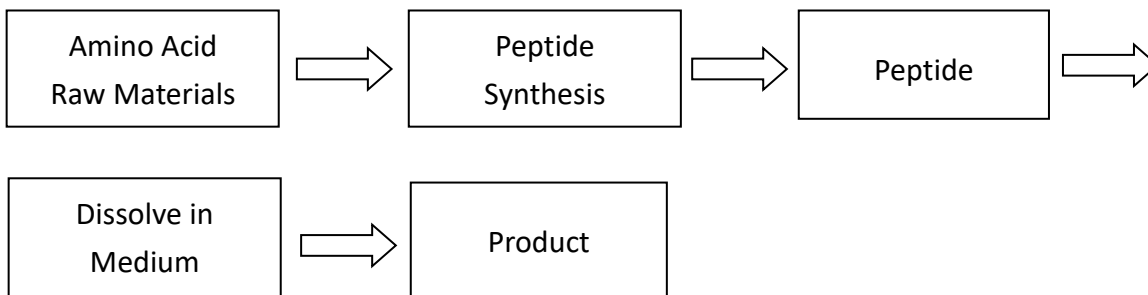 Amino Acid
Raw Materials
Peptide
Synthesis
Peptide
Dissolve in
Medium
Product